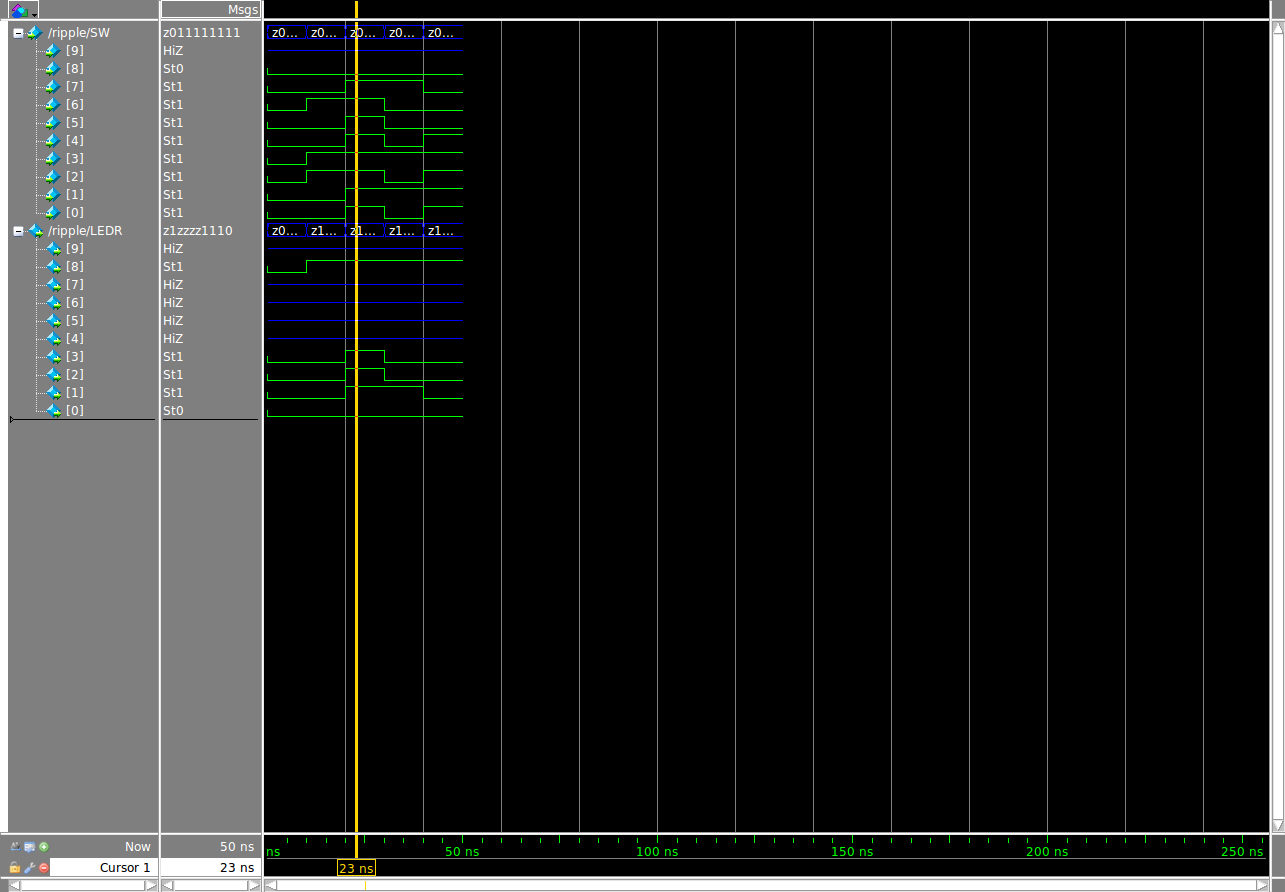 Msgs
/ripple/SW z011111111 z0... z0... z0... z0... z0...
[9] HiZ
[8] St0
[7] St1
[6] St1
[5] St1
[4] St1
[3] St1
[2] St1
[1] St1
[0] St1
/ripple/LEDR z1zzzz1110 z0... z1... z1... z1... z1...
[9] HiZ
[8] St1
[7] HiZ
[6] HiZ
[5] HiZ
[4] HiZ
[3] St1
[2] St1
[1] St1
[0] St0
Now 50 ns ns 50 ns 100 ns 150 ns 200 ns 250 ns
Cursor 1 23 ns 23 ns